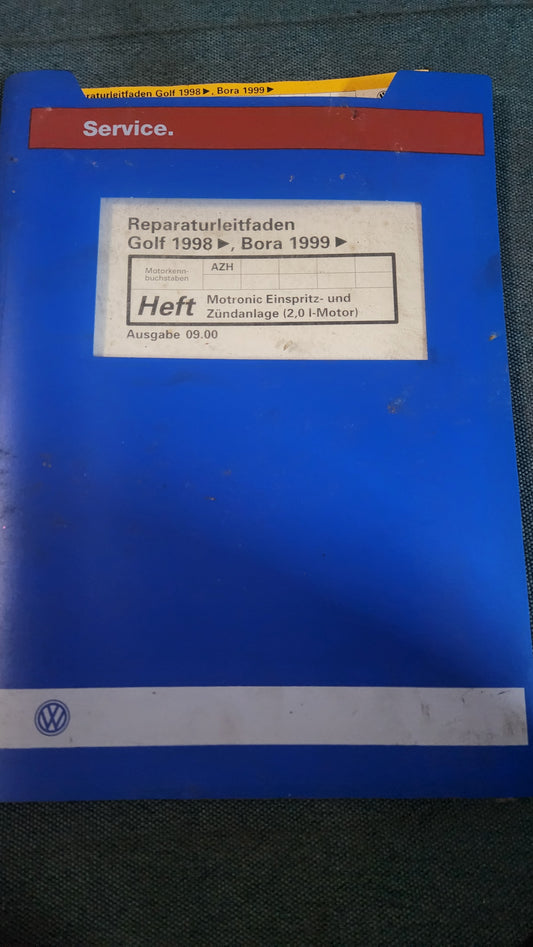 raturleitfaden Golf 1998 ►, Bora 1999 ►
Service.
Reparaturleitfaden
Golf 1998 ►, Bora 1999 ►
Motorkenn-
buchstaben
AZH
Heft
Motronic Einspritz- und
Zündanlage (2,0 l-Motor)
Ausgabe 09.00